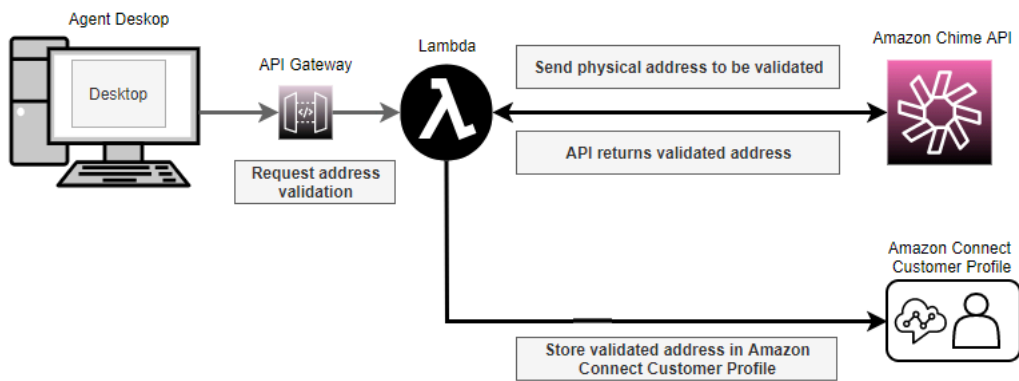 Agent Deskop
Desktop
API Gateway
Request address
validation
Lambda
Send physical address to be validated
API returns validated address
Amazon Chime API
Amazon Connect
Customer Profile
Store validated address in Amazon
Connect Customer Profile